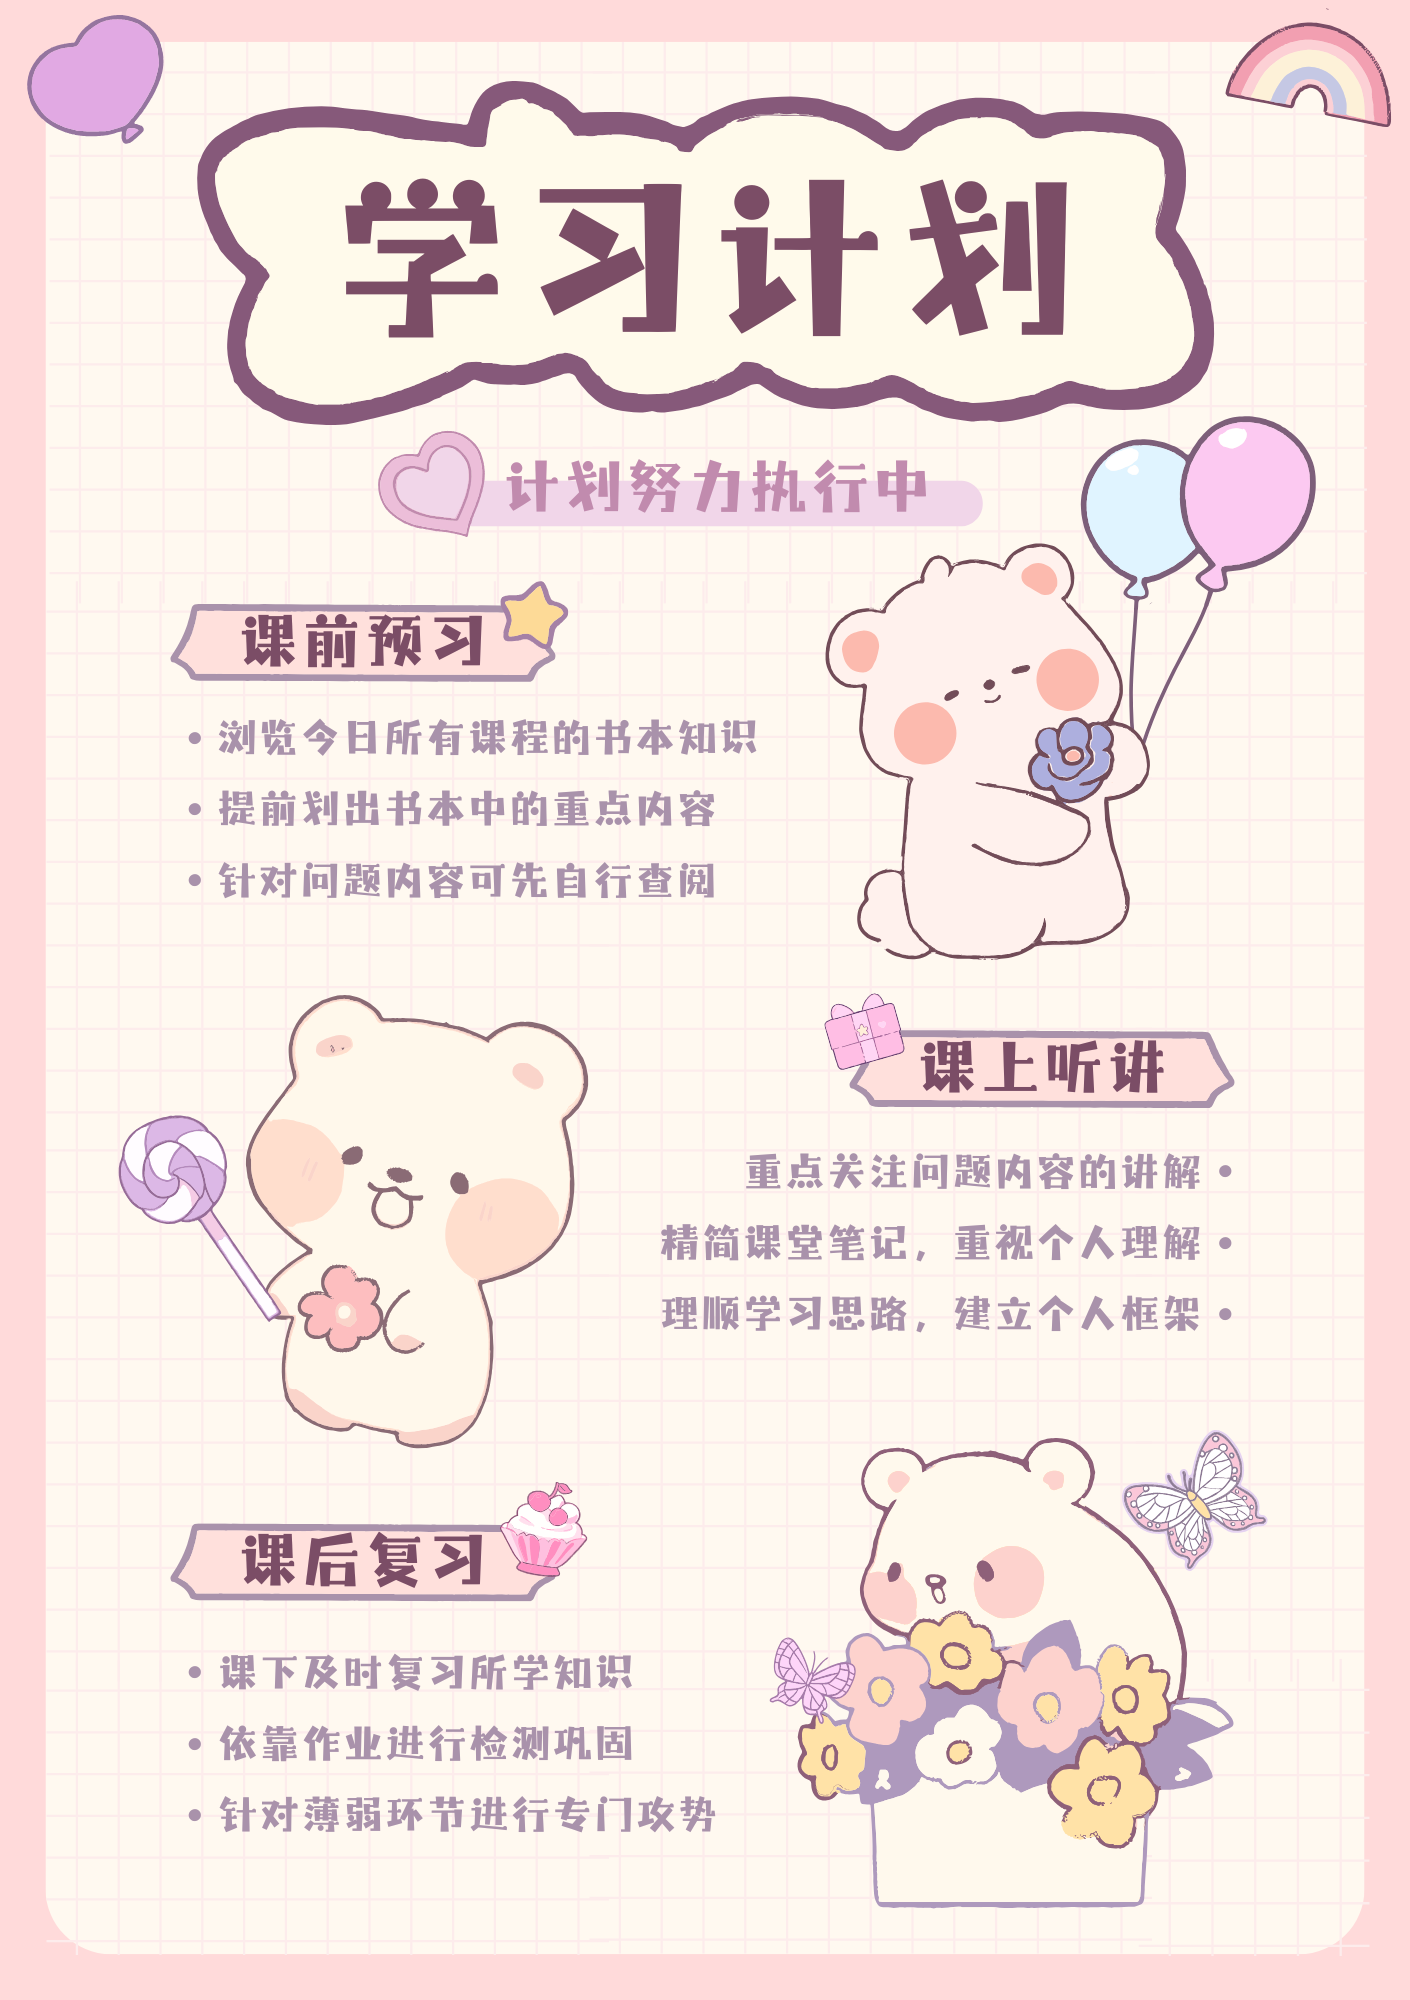 学习计划
计划努力执行中
课前预习
• 浏览今日所有课程的书本知识
• 提前划出书本中的重点内容
• 针对问题内容可先自行查阅
课上听讲
重点关注问题内容的讲解 •
精简课堂笔记，重视个人理解 •
理顺学习思路，建立个人框架 •
课后复习
• 课下及时复习所学知识
• 依靠作业进行检测巩固
• 针对薄弱环节进行专门攻势